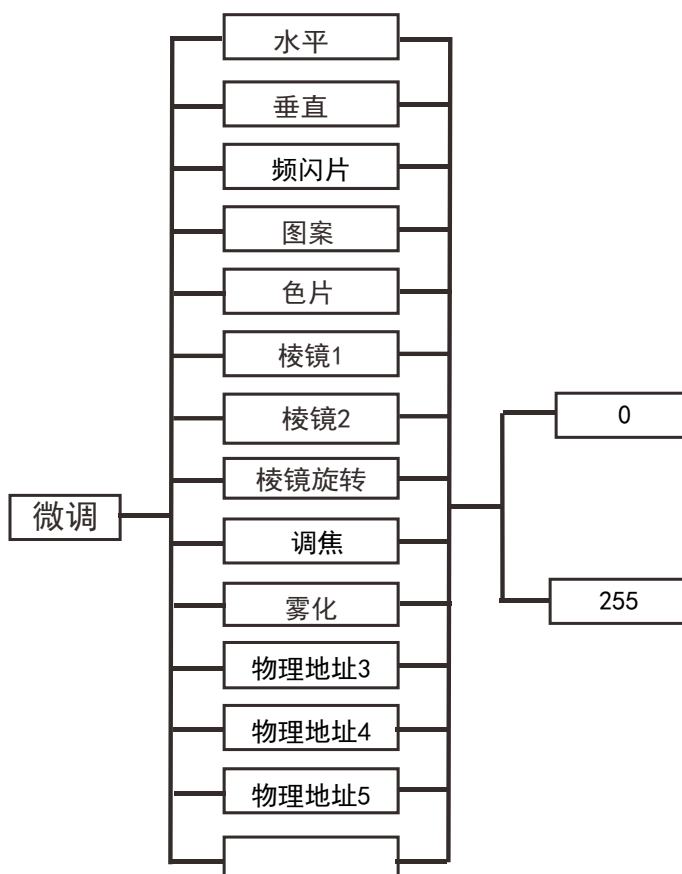 水平
垂直
频闪片
图案
色片
棱镜1
棱镜2
棱镜旋转
微调
调焦
雾化
物理地址3
物理地址4
物理地址5
0
255